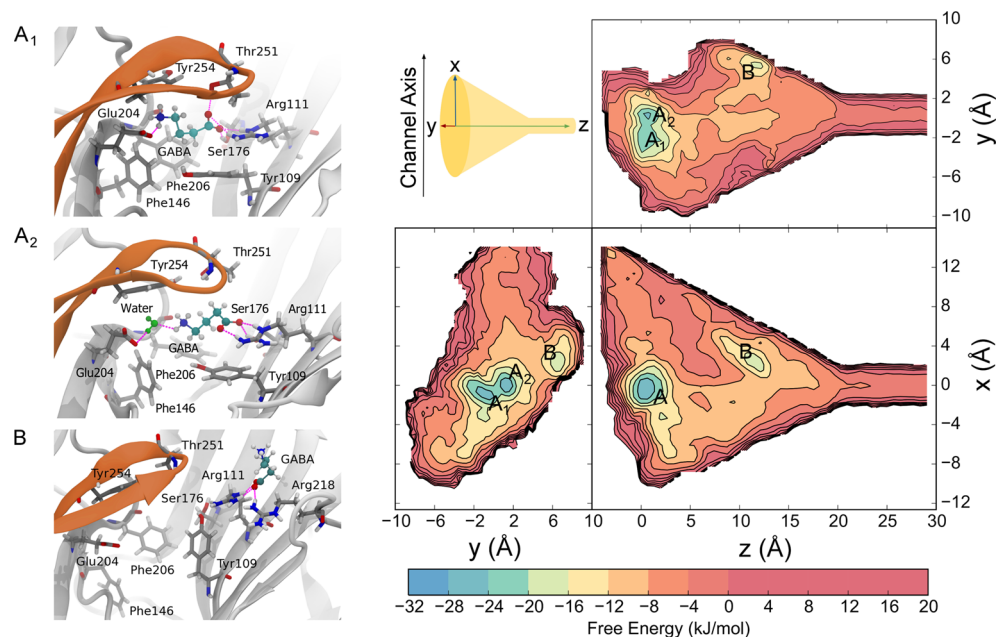 A1
Thr251
Tyr254
Glu204
Arg111
GABA
Ser176
Phe206
Tyr109
Phe146
A2
Thr251
Tyr254
Water
Ser176
Arg111
GABA
Glu204
Phe206
Tyr109
Phe146
B
Thr251
Tyr254
GABA
Arg111
Ser176
Arg218
Glu204
Phe206
Tyr109
Phe146
Channel Axis
x
y
z
B
A2
A1
10
6
2
−2
−6
−10
y (Å)
B
A2
A1
−10
−6
−2
2
6
10
y (Å)
B
A
0
5
10
15
20
25
30
z (Å)
12
8
4
0
−4
−8
−12
x (Å)
−32 −28 −24 −20 −16 −12 −8 −4 0 4 8 12 16 20
Free Energy (kJ/mol)